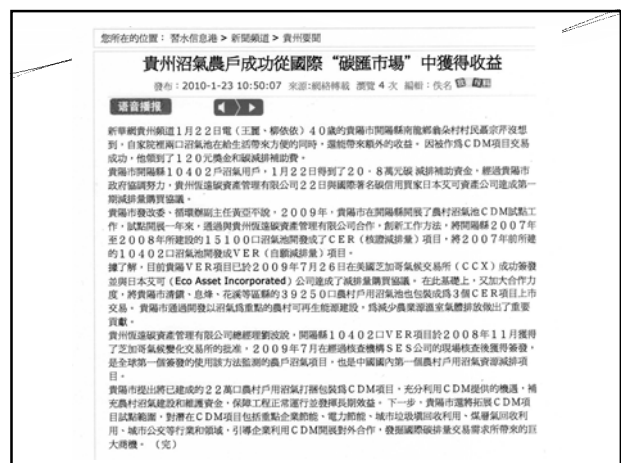 您所在的位置： 習水信息港 > 新聞頻道 > 貴州要聞
貴州沼氣農戶成功從國際“碳匯市場”中獲得收益
發布：2010-1-23 10:50:07 來源:網絡轉載 瀏覽 4 次 編輯：佚名
语音播报
新華網貴州頻道１月２２日電（王麗、柳依依）４０歲的貴陽市開陽縣南龍鄉翁朵村村民聶宗芹沒想
到，自家院裡兩口沼氣池在給生活帶來方便的同時，還能帶來額外的收益。因被作爲ＣＤＭ項目交易
成功，他領到了１２０元獎金和碳減排補助費。
貴陽市開陽縣１０４０２戶沼氣用戶，１月２２日得到了２０．８萬元碳 減排補助資金，經過貴陽市
政府協調努力，貴州恆遠碳資產管理有限公司２２日與國際著名碳信用買家日本艾可資產公司達成第一
期減排量購買協議。
貴陽市發改委、循環辦副主任黃亞平說，２００９年，貴陽市在開陽縣開展了農村沼氣池ＣＤＭ試點工
作，試點開展一年來，通過與貴州恆遠碳資產管理有限公司合作，創新工作方法，將開陽縣２００７年
至２００８年所建設的１５１００口沼氣池開發成了ＣＥＲ（核證減排量）項目，將２００７年前所建
的１０４０２口沼氣池開發成ＶＥＲ（自願減排量）項目。
據了解，目前貴陽ＶＥＲ項目已於２００９年７月２６日在美國芝加哥氣候交易所（ＣＣＸ）成功簽發
並與日本艾可（Eco Asset Incorporated）公司達成了減排量購買協議。 在此基礎上，又加大合作力
度，將貴陽市清鎮、息烽、花溪等區縣的３９２５０口農村戶用沼氣池也包裝成爲３個ＣＥＲ項目上市
交易。 貴陽市通過開發以沼氣爲重點的農村可再生能源建設，爲減少農業源溫室氣體排放做出了重要
貢獻。
貴州恆遠碳資產管理有限公司總經理劉波說，開陽縣１０４０２口ＶＥＲ項目於２００８年１１月獲得
了芝加哥氣候變化交易所的批准，２００９年７月在經過核查機構ＳＥＳ公司的現場核查後獲得簽發，
是全球第一個簽發的使用該方法監測的農戶沼氣項目，也是中國國內第一個農村戶用沼氣資源減排項
目。
貴陽市提出將已建成的２２萬口農村戶用沼氣打捆包裝爲ＣＤＭ項目，充分利用ＣＤＭ提供的機遇，補
充農村沼氣建設和維護資金，保障工程正常運行並發揮長期效益。 下一步，貴陽市還將拓展ＣＤＭ項
目試點範圍，對潛在ＣＤＭ項目包括重點企業節能、電力節能、城市垃圾填回收利用、煤層氣回收利
用、城市公交等行業和領域，引導企業利用ＣＤＭ開展對外合作，發掘國際碳排量交易需求所帶來的巨
大商機。（完）